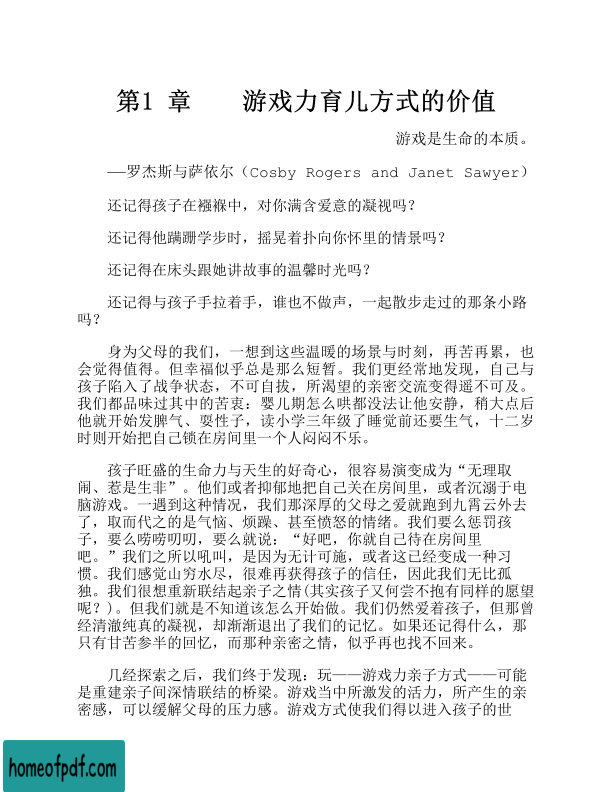 第1 章　　游戏力育儿方式的价值
游戏是生命的本质。
——罗杰斯与萨依尔（Cosby Rogers and Janet Sawyer）
还记得孩子在襁褓中，对你满含爱意的凝视吗？
还记得他蹒跚学步时，摇晃着扑向你怀里的情景吗？
还记得在床头跟她讲故事的温馨时光吗？
还记得与孩子手拉着手，谁也不做声，一起散步走过的那条小路
吗？
身为父母的我们，一想到这些温暖的场景与时刻，再苦再累，也
会觉得值得。但幸福似乎总是那么短暂。我们更经常地发现，自己与
孩子陷入了战争状态，不可自拔，所渴望的亲密交流变得遥不可及。
我们都品味过其中的苦衷：婴儿期怎么哄都没法让他安静，稍大点后
他就开始发脾气、耍性子，读小学三年级了睡觉前还要生气，十二岁
时则开始把自己锁在房间里一个人闷闷不乐。
孩子旺盛的生命力与天生的好奇心，很容易演变成为“无理取
闹、惹是生非”。他们或者抑郁地把自己关在房间里，或者沉溺于电
脑游戏。一遇到这种情况，我们那深厚的父母之爱就跑到九霄云外去
了，取而代之的是气恼、烦躁、甚至愤怒的情绪。我们要么惩罚孩
子，要么唠唠叨叨，要么就说：“好吧，你就自己待在房间里
吧。”我们之所以吼叫，是因为无计可施，或者这已经变成一种习
惯。我们感觉山穷水尽，很难再获得孩子的信任，因此我们无比孤
独。我们很想重新联结起亲子之情(其实孩子又何尝不抱有同样的愿望
呢？)。但我们就是不知道该怎么开始做。我们仍然爱着孩子，但那曾
经清澈纯真的凝视，却渐渐退出了我们的记忆。如果还记得什么，那
只有甘苦参半的回忆，而那种亲密之情，似乎再也找不回来。
几经探索之后，我们终于发现：玩——游戏力亲子方式——可能
是重建亲子间深情联结的桥梁。游戏当中所激发的活力，所产生的亲
密感，可以缓解父母的压力感。游戏方式使我们得以进入孩子的世
homeofpdf.com